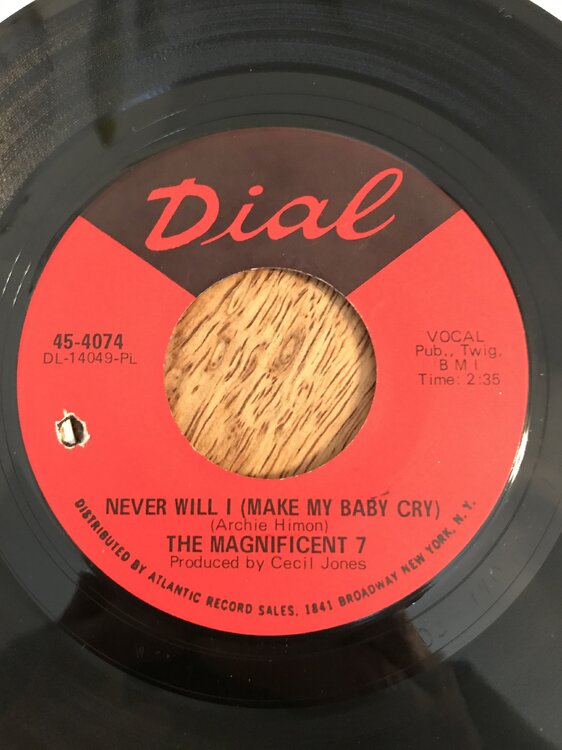 Dial
45-4074
DL-14049-PL
VOCAL
Pub., Twig,
B M I
Time: 2:35
NEVER WILL I (MAKE MY BABY CRY)
(Archie Himon)
THE MAGNIFICENT 7
Produced by Cecil Jones
DISTRIBUTED BY ATLANTIC RECORD SALES, 1841 BROADWAY NEW YORK, N. Y.